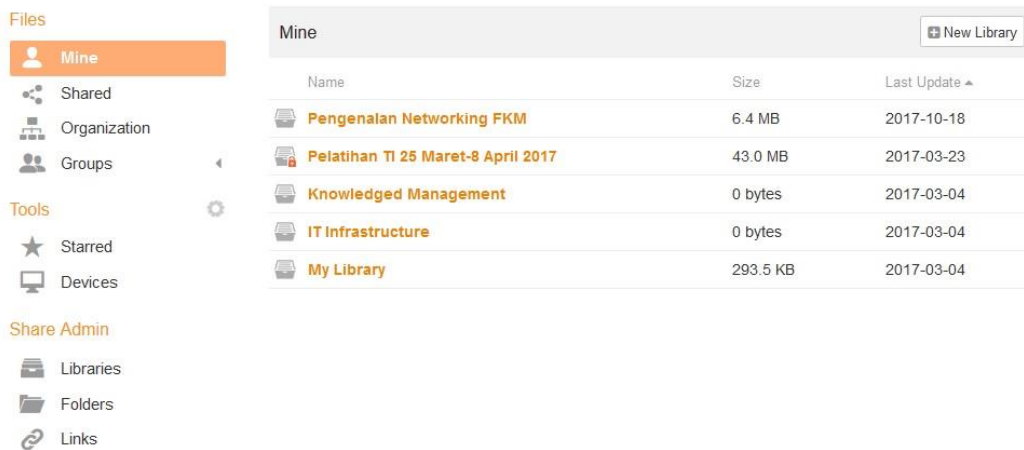 Files
Mine
Shared
Organization
Groups
Tools
Starred
Devices
Share Admin
Libraries
Folders
Links
Mine
New Library
Name Size Last Update
Pengenalan Networking FKM 6.4 MB 2017-10-18
Pelatihan TI 25 Maret-8 April 2017 43.0 MB 2017-03-23
Knowledged Management 0 bytes 2017-03-04
IT Infrastructure 0 bytes 2017-03-04
My Library 293.5 KB 2017-03-04